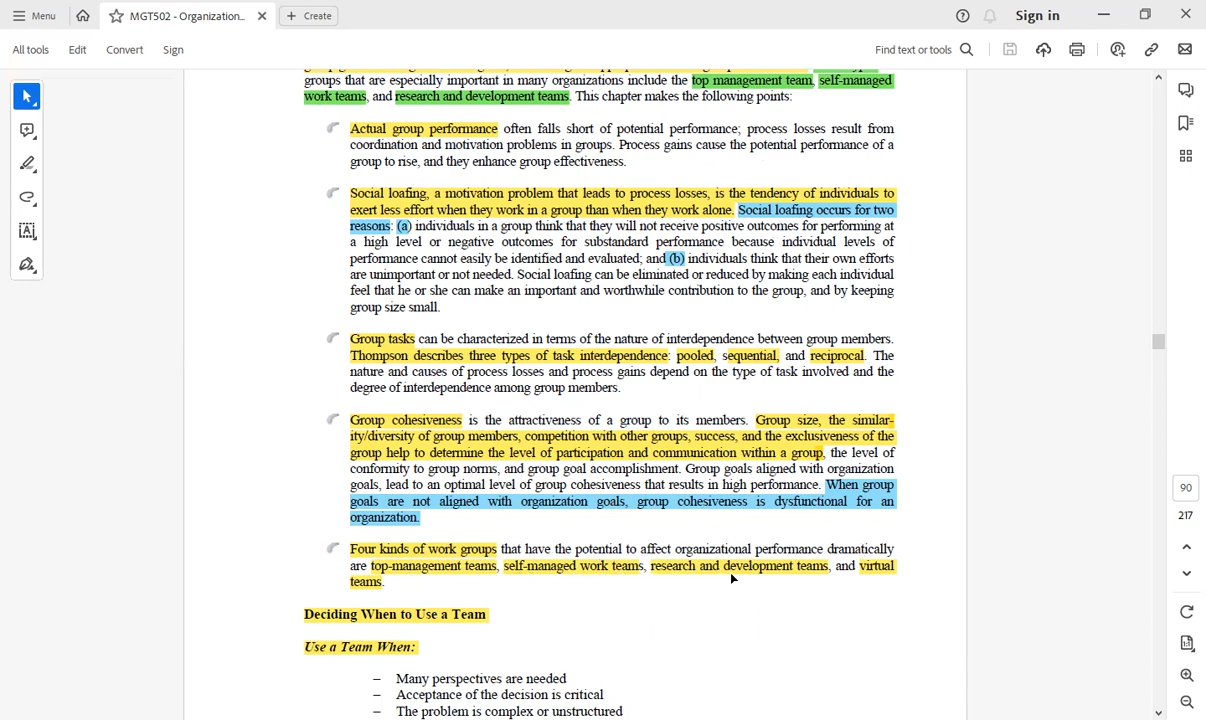 Menu
MGT502 - Organization...
Create
Sign in
All tools
Edit
Convert
Sign
Find text or tools
groups that are especially important in many organizations include the top management team, self-managed
work teams, and research and development teams. This chapter makes the following points:
Actual group performance often falls short of potential performance; process losses result from
coordination and motivation problems in groups. Process gains cause the potential performance of a
group to rise, and they enhance group effectiveness.
Social loafing, a motivation problem that leads to process losses, is the tendency of individuals to
exert less effort when they work in a group than when they work alone. Social loafing occurs for two
reasons: (a) individuals in a group think that they will not receive positive outcomes for performing at
a high level or negative outcomes for substandard performance because individual levels of
performance cannot easily be identified and evaluated; and (b) individuals think that their own efforts
are unimportant or not needed. Social loafing can be eliminated or reduced by making each individual
feel that he or she can make an important and worthwhile contribution to the group, and by keeping
group size small.
Group tasks can be characterized in terms of the nature of interdependence between group members.
Thompson describes three types of task interdependence: pooled, sequential, and reciprocal. The
nature and causes of process losses and process gains depend on the type of task involved and the
degree of interdependence among group members.
Group cohesiveness is the attractiveness of a group to its members. Group size, the similar-
ity/diversity of group members, competition with other groups, success, and the exclusiveness of the
group help to determine the level of participation and communication within a group, the level of
conformity to group norms, and group goal accomplishment. Group goals aligned with organization
goals, lead to an optimal level of group cohesiveness that results in high performance. When group
goals are not aligned with organization goals, group cohesiveness is dysfunctional for an
organization.
Four kinds of work groups that have the potential to affect organizational performance dramatically
are top-management teams, self-managed work teams, research and development teams, and virtual
teams.
Deciding When to Use a Team
Use a Team When:
– Many perspectives are needed
– Acceptance of the decision is critical
– The problem is complex or unstructured
90
217